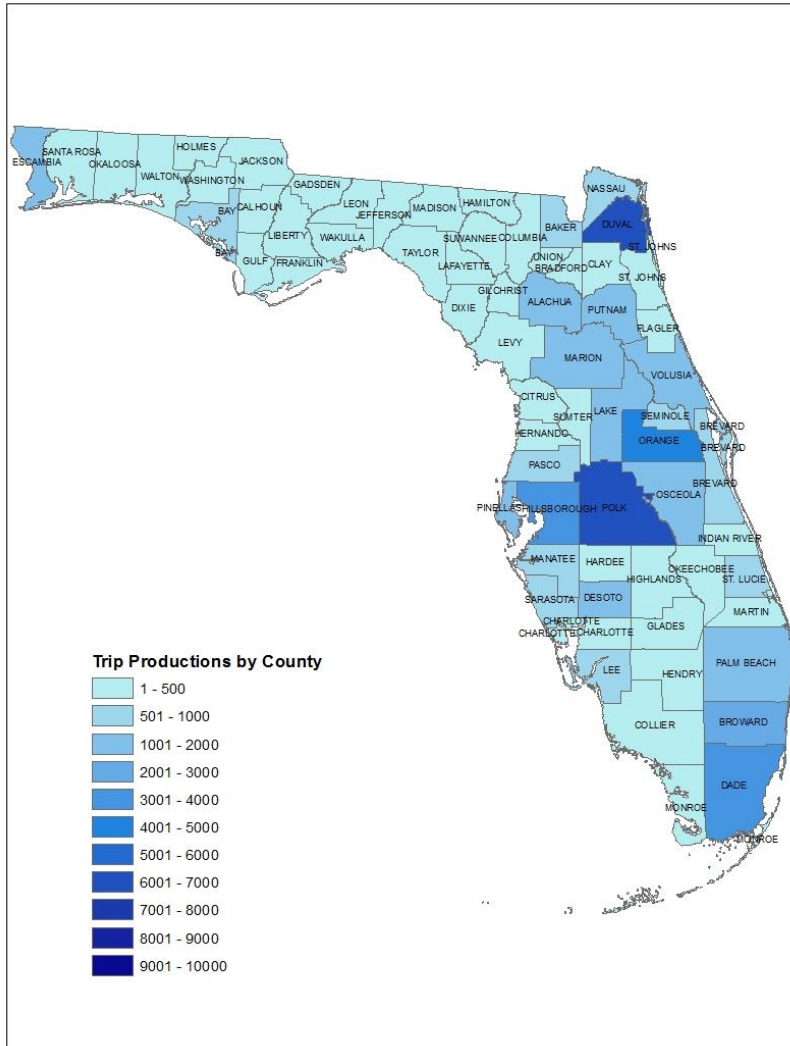 HOLMES
SANTA ROSA
JACKSON
ESCAMBIA
OKALOOSA
WALTON
WASHINGTON
GADSDEN
HAMILTON
NASSAU
MADISON
LEON
BAY
CALHOUN
JEFFERSON
DUVAL
BAKER
LIBERTY
SUWANNEE
COLUMBIA
WAKULLA
ST. JOHNS
BAY
TAYLOR
UNION
GULF
FRANKLIN
LAFAYETTE
BRADFORD
CLAY
ST. JOHNS
GILCHRIST
ALACHUA
DIXIE
PUTNAM
FLAGLER
LEVY
MARION
VOLUSIA
CITRUS
LAKE
SUMTER
SEMINOLE
BREVARD
HERNANDO
ORANGE
BREVARD
PASCO
BREVARD
OSCEOLA
PINELLAS
HILLSBOROUGH
POLK
INDIAN RIVER
MANATEE
HARDEE
OKEECHOBEE
HIGHLANDS
ST. LUCIE
SARASOTA
DESOTO
MARTIN
CHARLOTTE
GLADES
CHARLOTTE
CHARLOTTE
LEE
PALM BEACH
HENDRY
COLLIER
BROWARD
DADE
MONROE
MONROE
Trip Productions by County
1 - 500
501 - 1000
1001 - 2000
2001 - 3000
3001 - 4000
4001 - 5000
5001 - 6000
6001 - 7000
7001 - 8000
8001 - 9000
9001 - 10000